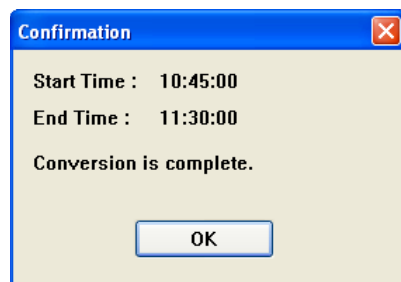 Confirmation
Start Time : 10:45:00
End Time : 11:30:00
Conversion is complete.
OK